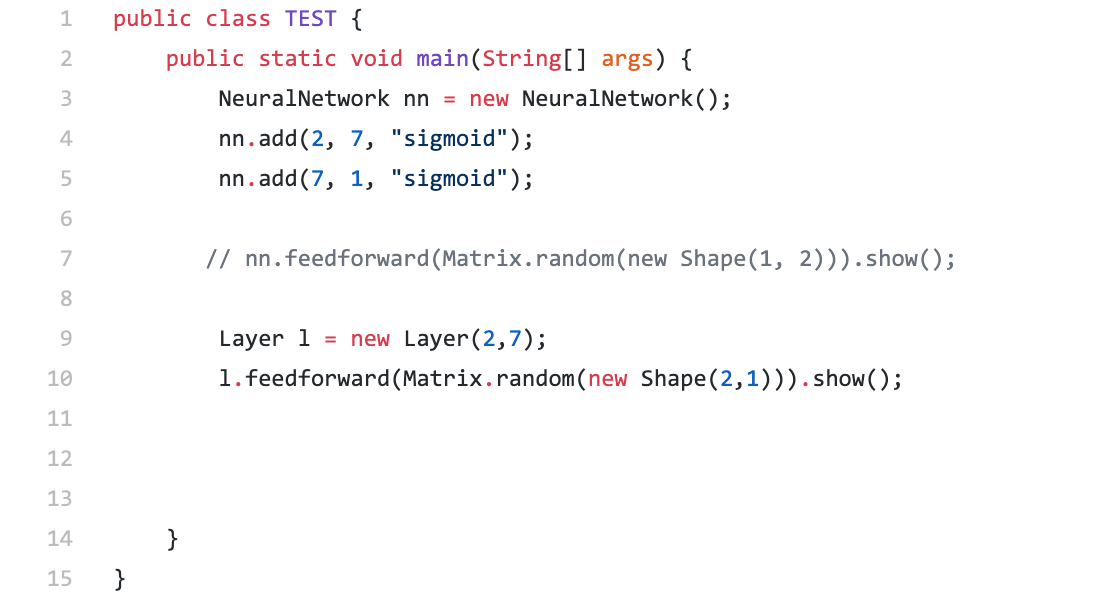 1 public class TEST {
2     public static void main(String[] args) {
3         NeuralNetwork nn = new NeuralNetwork();
4         nn.add(2, 7, "sigmoid");
5         nn.add(7, 1, "sigmoid");
6
7        // nn.feedforward(Matrix.random(new Shape(1, 2))).show();
8
9         Layer l = new Layer(2,7);
10         l.feedforward(Matrix.random(new Shape(2,1))).show();
11
12
13
14     }
15 }